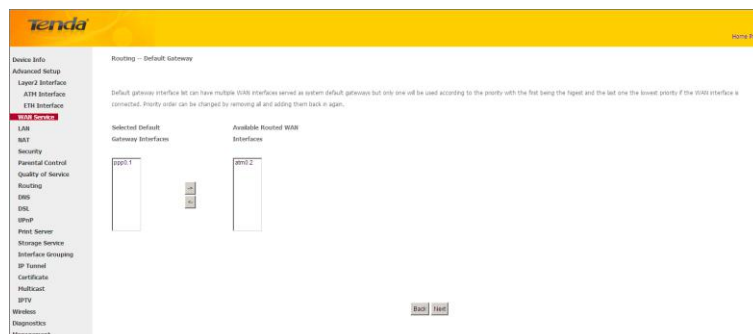 Tenda
Home P
Device Info
Advanced Setup
Layer2 Interface
ATM Interface
ETH Interface
WAN Service
LAN
NAT
Security
Parental Control
Quality of Service
Routing
DNS
DSL
UPnP
Print Server
Storage Service
Interface Grouping
IP Tunnel
Certificate
Multicast
IPTV
Wireless
Diagnostics
Management
Routing -- Default Gateway
Default gateway interface list can have multiple WAN interfaces served as system default gateways but only one will be used according to the priority with the first being the higest and the last one the lowest priority if the WAN interface is
connected. Priority order can be changed by removing all and adding them back in again.
Selected Default
Gateway Interfaces
ppp0.1
->
<-
Available Routed WAN
Interfaces
atm0.2
Back Next